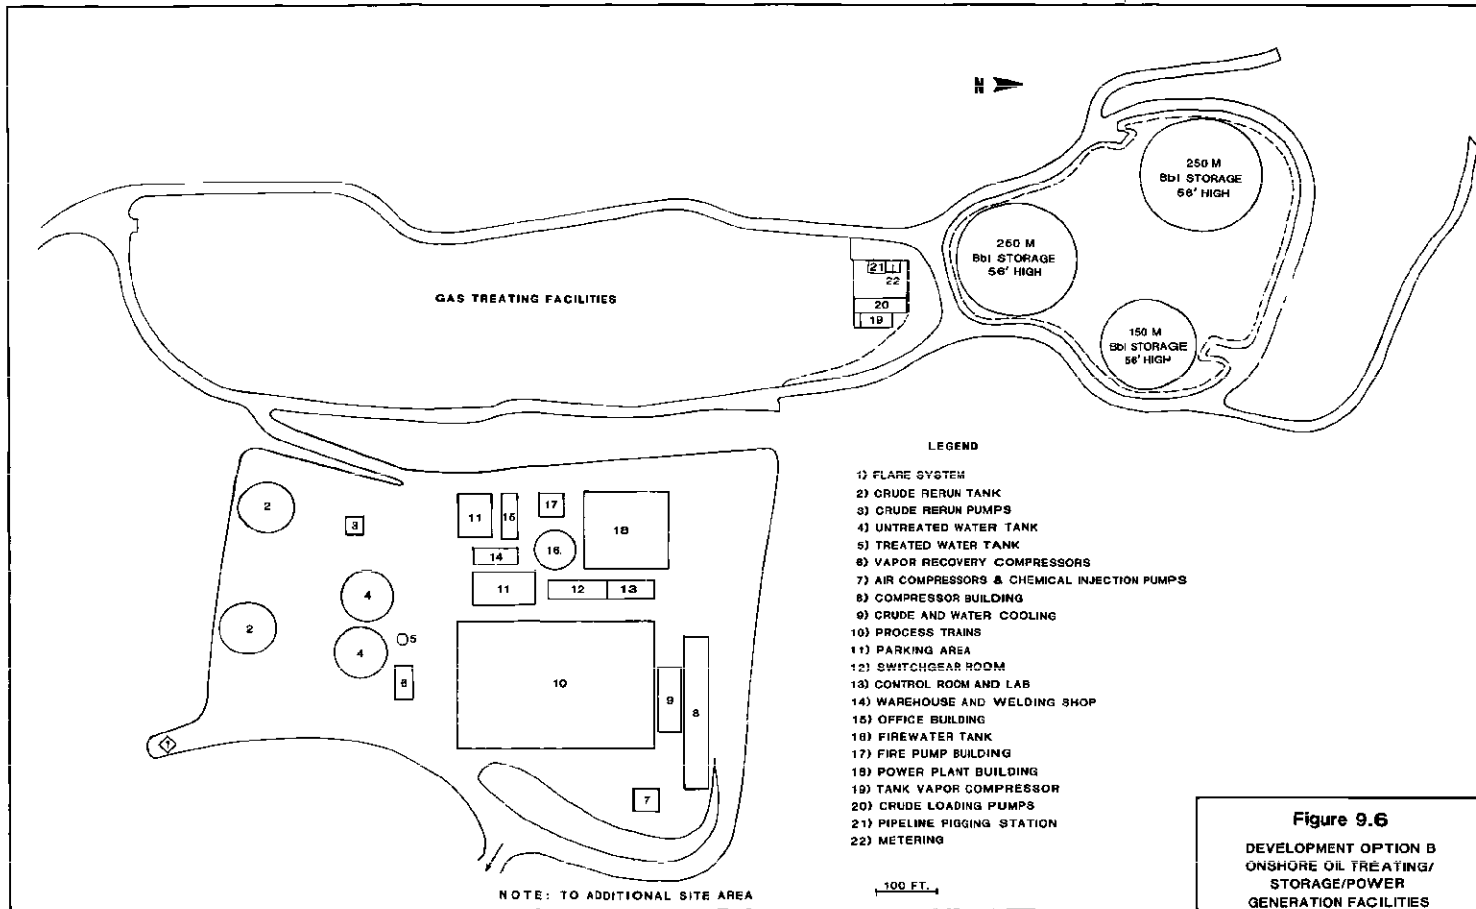 N
250 M
Bbl STORAGE
56' HIGH
250 M
Bbl STORAGE
56' HIGH
150 M
Bbl STORAGE
56' HIGH
GAS TREATING FACILITIES
21
22
20
19
2
3
11
15
17
18
16.
14
11
12
13
4
2
4
5
6
10
9
8
1
7
LEGEND
1) FLARE SYSTEM
2) CRUDE RERUN TANK
3) CRUDE RERUN PUMPS
4) UNTREATED WATER TANK
5) TREATED WATER TANK
6) VAPOR RECOVERY COMPRESSORS
7) AIR COMPRESSORS & CHEMICAL INJECTION PUMPS
8) COMPRESSOR BUILDING
9) CRUDE AND WATER COOLING
10) PROCESS TRAINS
11) PARKING AREA
12) SWITCHGEAR ROOM
13) CONTROL ROOM AND LAB
14) WAREHOUSE AND WELDING SHOP
15) OFFICE BUILDING
16) FIREWATER TANK
17) FIRE PUMP BUILDING
18) POWER PLANT BUILDING
19) TANK VAPOR COMPRESSOR
20) CRUDE LOADING PUMPS
21) PIPELINE PIGGING STATION
22) METERING
100 FT.
NOTE: TO ADDITIONAL SITE AREA
Figure 9.6
DEVELOPMENT OPTION B
ONSHORE OIL TREATING/
STORAGE/POWER
GENERATION FACILITIES